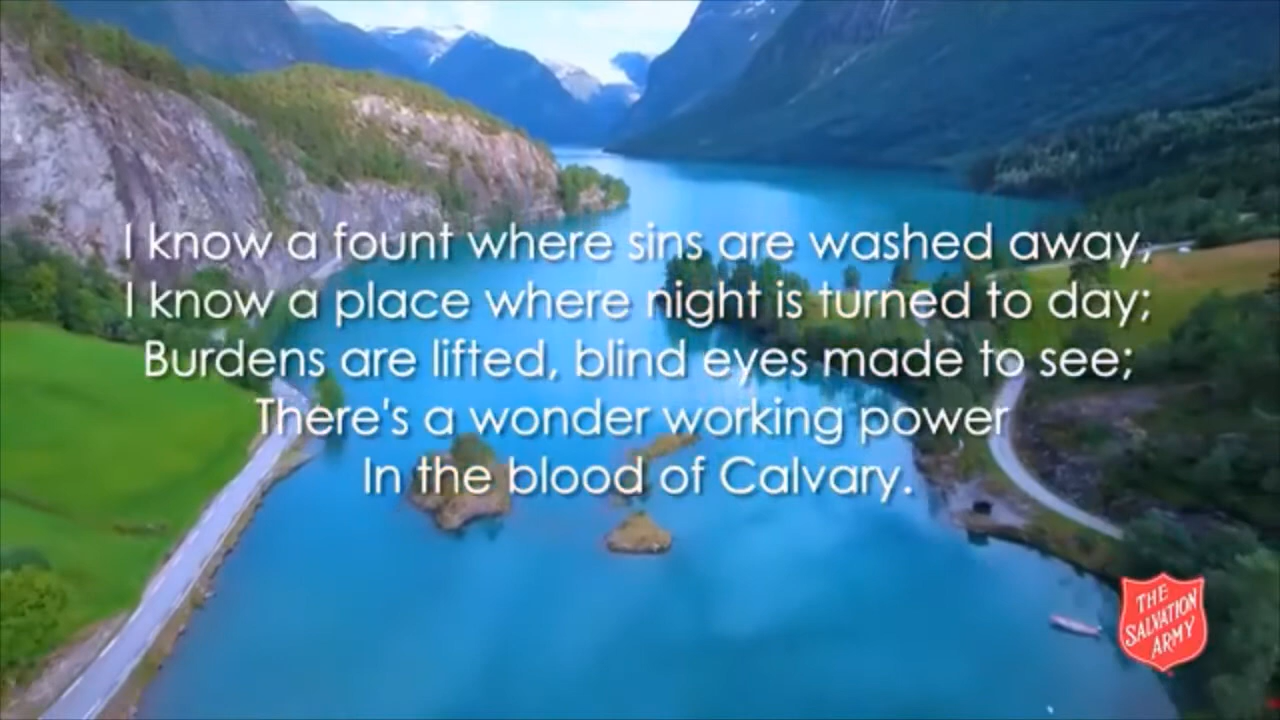 I know a fount where sins are washed away,
I know a place where night is turned to day;
Burdens are lifted, blind eyes made to see;
There's a wonder working power
In the blood of Calvary.
THE
SALVATION
ARMY